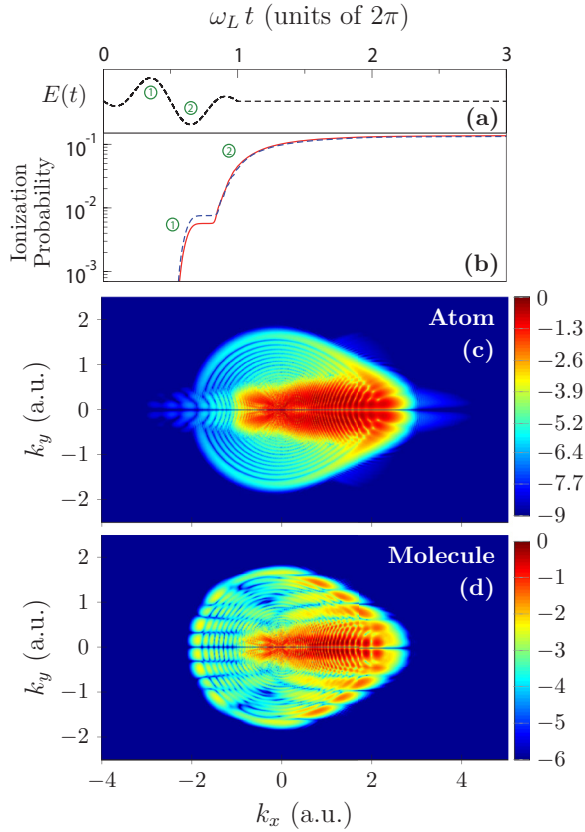 ω_L t (units of 2π)
0 1 2 3
E(t)
① ②
(a)
Ionization
Probability
10^-1
10^-2
10^-3
② ①
(b)
k_y (a.u.)
2
1
0
−1
−2
Atom
(c)
0
−1.3
−2.6
−3.9
−5.2
−6.4
−7.7
−9
k_y (a.u.)
2
1
0
−1
−2
Molecule
(d)
0
−1
−2
−3
−4
−5
−6
−4 −2 0 2 4
k_x (a.u.)